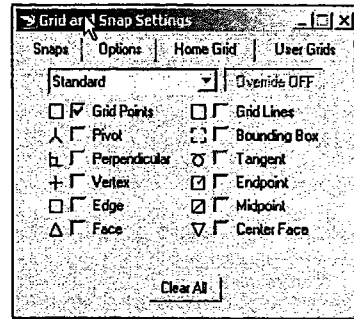 Grid and Snap Settings
Snaps Options Home Grid User Grids
Standard Override OFF
Grid Points Grid Lines
Pivot Bounding Box
Perpendicular Tangent
Vertex Endpoint
Edge Midpoint
Face Center Face
Clear All